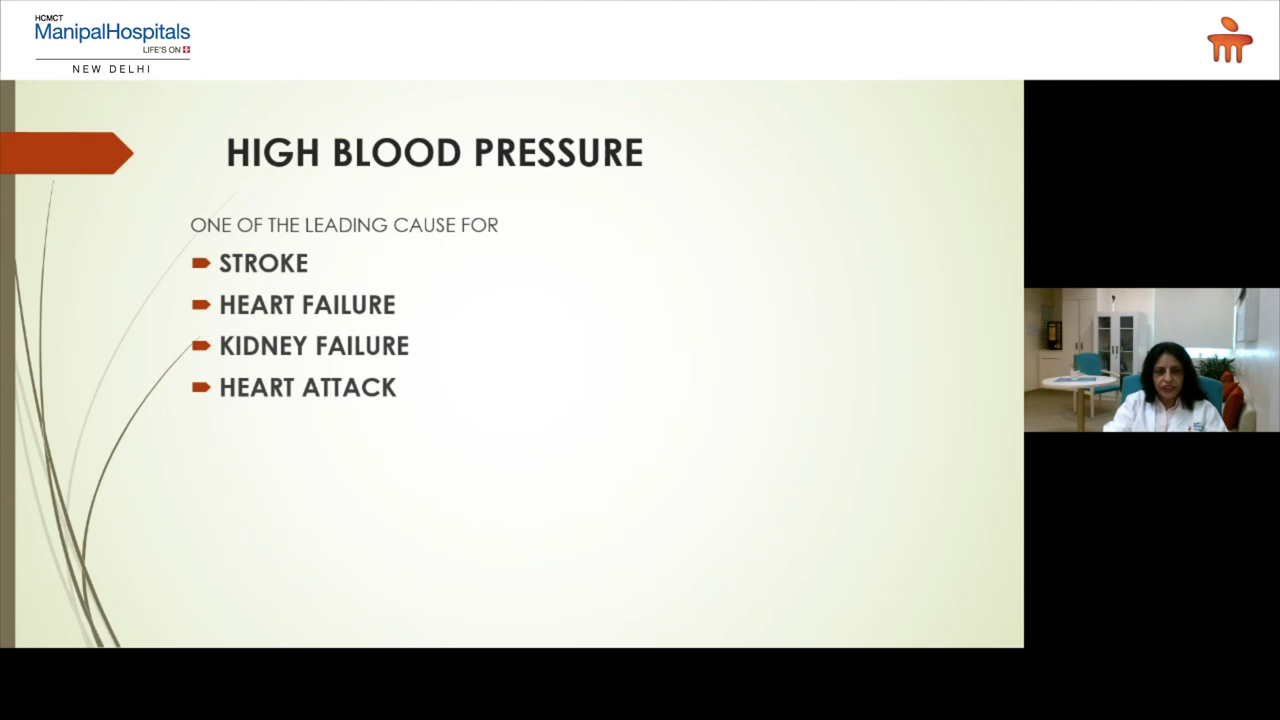 HCMCT
ManipalHospitals
LIFE'S ON
NEW DELHI
HIGH BLOOD PRESSURE
ONE OF THE LEADING CAUSE FOR
STROKE
HEART FAILURE
KIDNEY FAILURE
HEART ATTACK